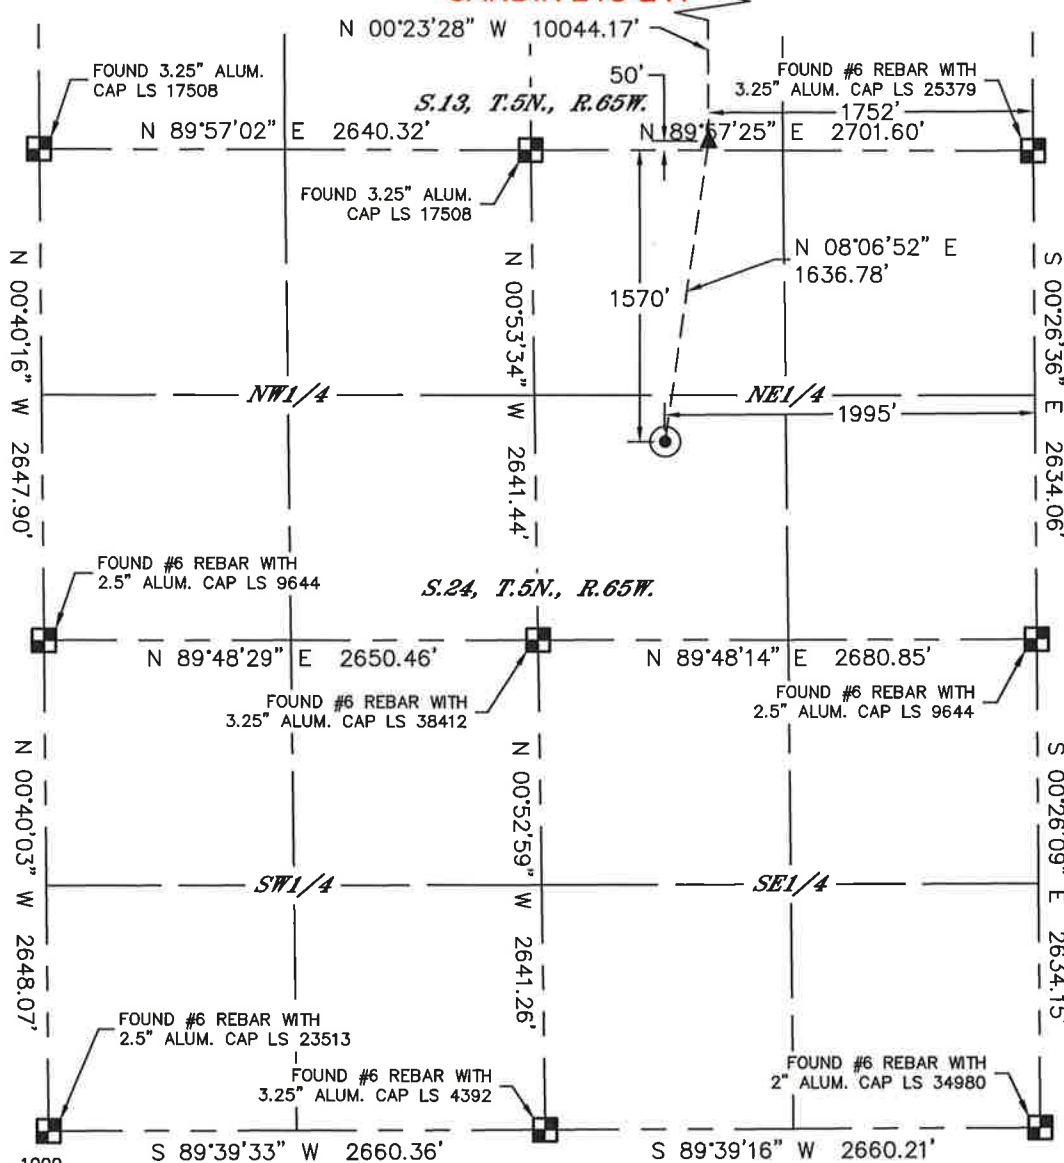 N 00°23'28" W 10044.17'
FOUND 3.25" ALUM.
CAP LS 17508
50'
FOUND #6 REBAR WITH
3.25" ALUM. CAP LS 25379
S.13, T.5N., R.65W.
1752'
N 89°57'02" E 2640.32'
N 89°57'25" E 2701.60'
FOUND 3.25" ALUM.
CAP LS 17508
N 08°06'52" E
1636.78'
1570'
N 00°40'16" W 2647.90'
N 00°53'34" W 2641.44'
S 00°26'36" E 2634.06'
NW1/4
NE1/4
1995'
FOUND #6 REBAR WITH
2.5" ALUM. CAP LS 9644
S.24, T.5N., R.65W.
N 89°48'29" E 2650.46'
N 89°48'14" E 2680.85'
FOUND #6 REBAR WITH
3.25" ALUM. CAP LS 38412
FOUND #6 REBAR WITH
2.5" ALUM. CAP LS 9644
N 00°40'03" W 2648.07'
N 00°52'59" W 2641.26'
S 00°26'09" E 2634.15'
SW1/4
SE1/4
FOUND #6 REBAR WITH
2.5" ALUM. CAP LS 23513
FOUND #6 REBAR WITH
3.25" ALUM. CAP LS 4392
FOUND #6 REBAR WITH
2" ALUM. CAP LS 34980
S 89°39'33" W 2660.36'
S 89°39'16" W 2660.21'